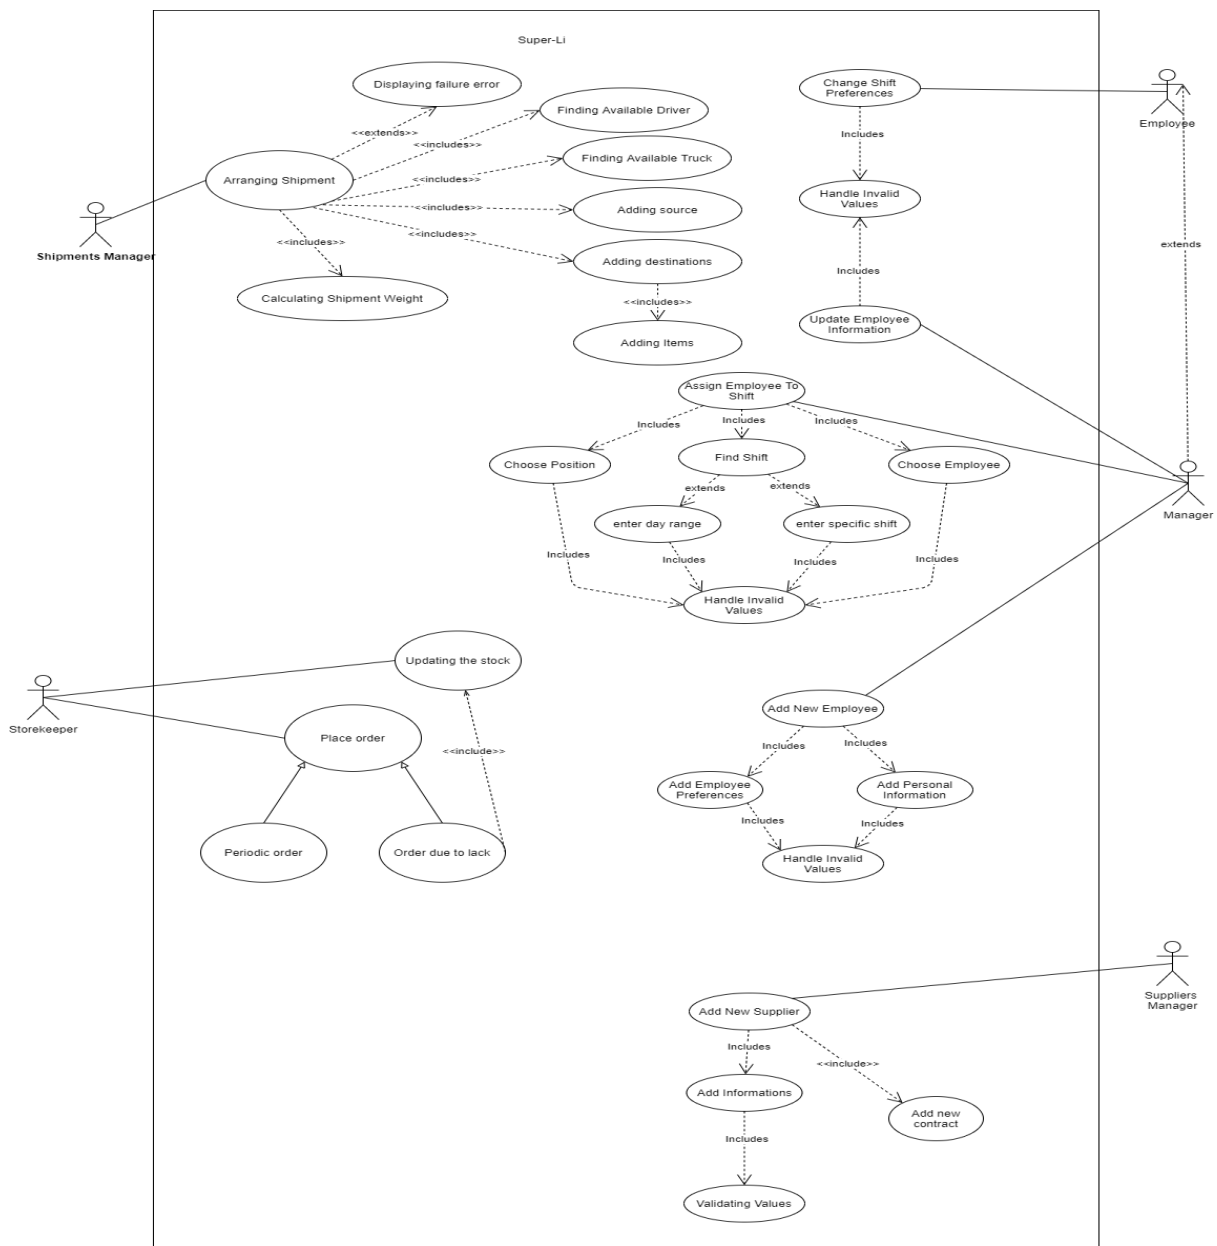 Super-Li
Displaying failure error
Finding Available Driver
<<extends>>
<<includes>>
Finding Available Truck
Arranging Shipment
<<includes>>
Adding source
<<includes>>
<<includes>>
<<includes>>
Shipments Manager
Adding destinations
Calculating Shipment Weight
<<includes>>
Adding Items
Change Shift
Preferences
Employee
Includes
Handle Invalid
Values
extends
Includes
Update Employee
Information
Assign Employee To
Shift
Includes
Includes
Includes
Choose Position
Find Shift
Choose Employee
extends
extends
enter day range
enter specific shift
Includes
Includes
Includes
Includes
Handle Invalid
Values
Manager
Updating the stock
Storekeeper
Place order
<<include>>
Periodic order
Order due to lack
Add New Employee
Includes
Includes
Add Employee
Preferences
Add Personal
Information
Includes
Includes
Handle Invalid
Values
Suppliers
Manager
Add New Supplier
Includes
<<include>>
Add Informations
Add new
contract
Includes
Validating Values